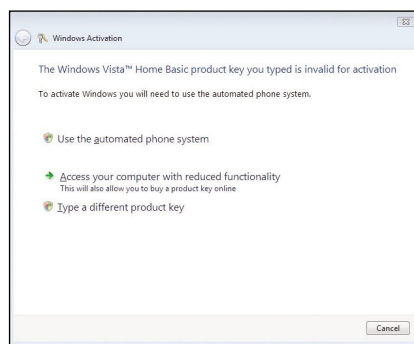 Windows Activation
The Windows Vista™ Home Basic product key you typed is invalid for activation
To activate Windows you will need to use the automated phone system.
Use the automated phone system
Access your computer with reduced functionality
This will also allow you to buy a product key online
Type a different product key
Cancel